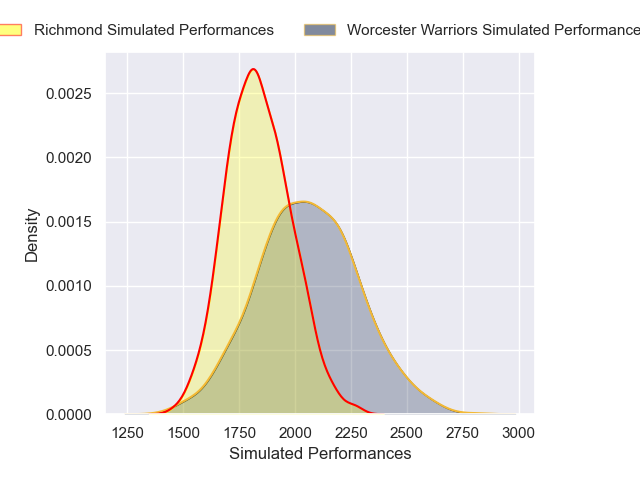 Richmond Simulated Performances
Worcester Warriors Simulated Performance
0.0025
0.0020
0.0015
0.0010
0.0005
0.0000
Density
1250 1500 1750 2000 2250 2500 2750 3000
Simulated Performances